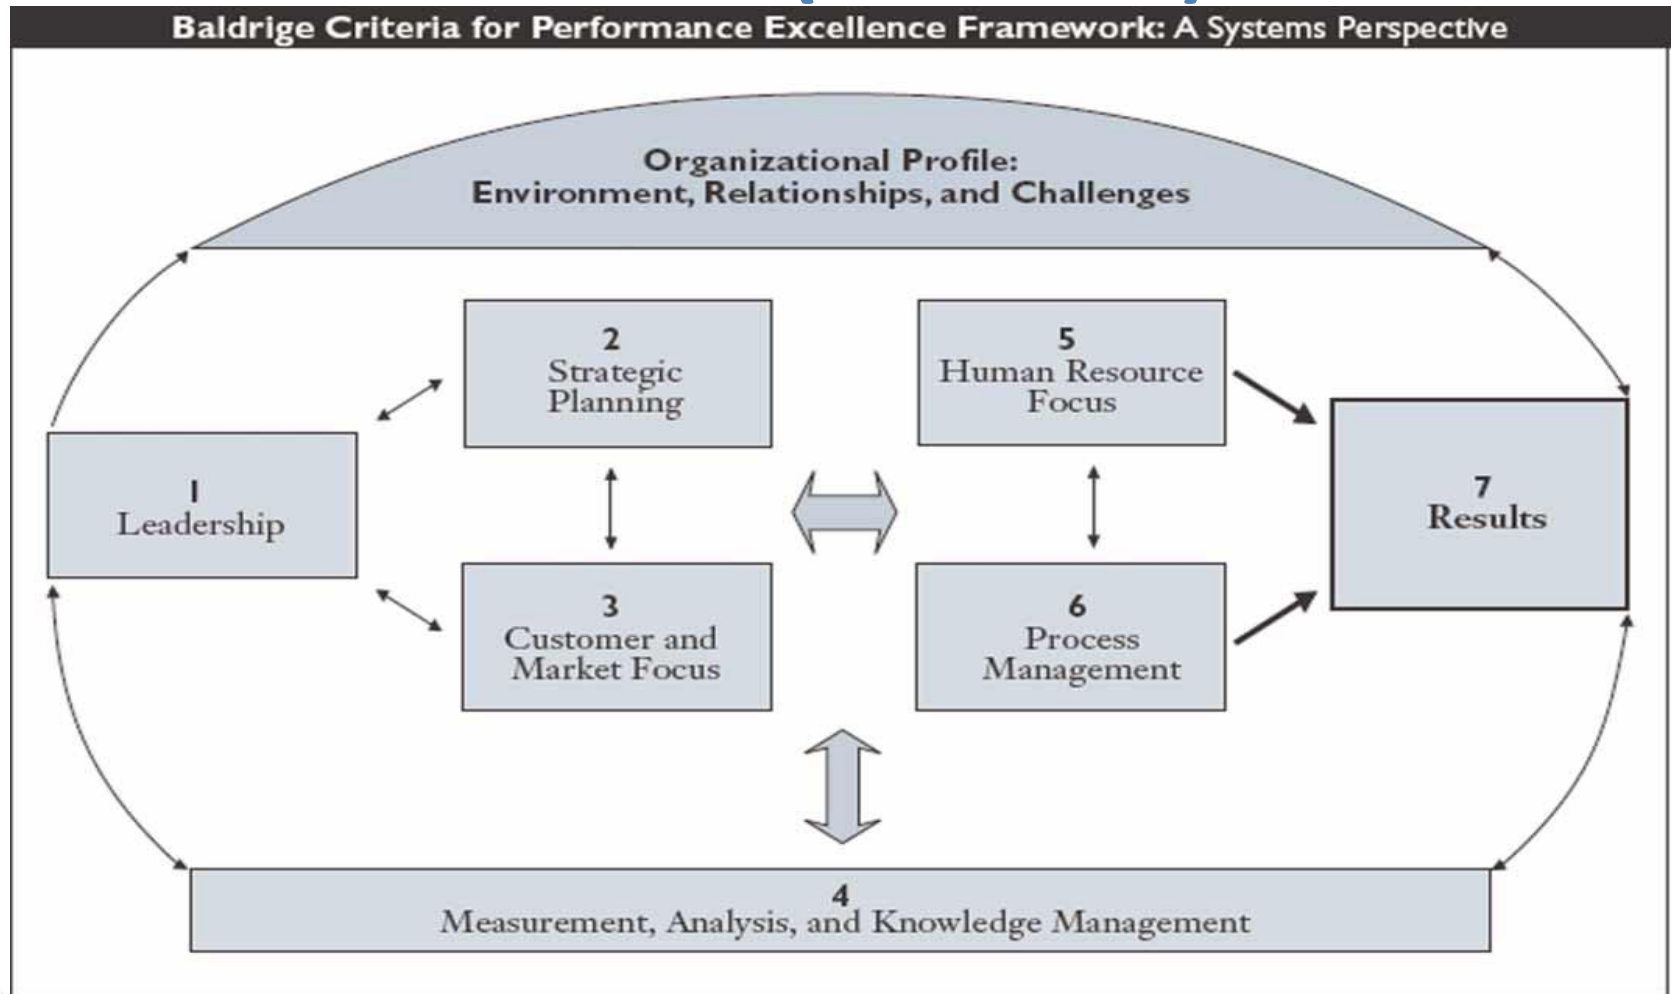 Baldrige Criteria for Performance Excellence Framework: A Systems Perspective
Organizational Profile:
Environment, Relationships, and Challenges
2
Strategic
Planning
5
Human Resource
Focus
1
Leadership
7
Results
3
Customer and
Market Focus
6
Process
Management
4
Measurement, Analysis, and Knowledge Management